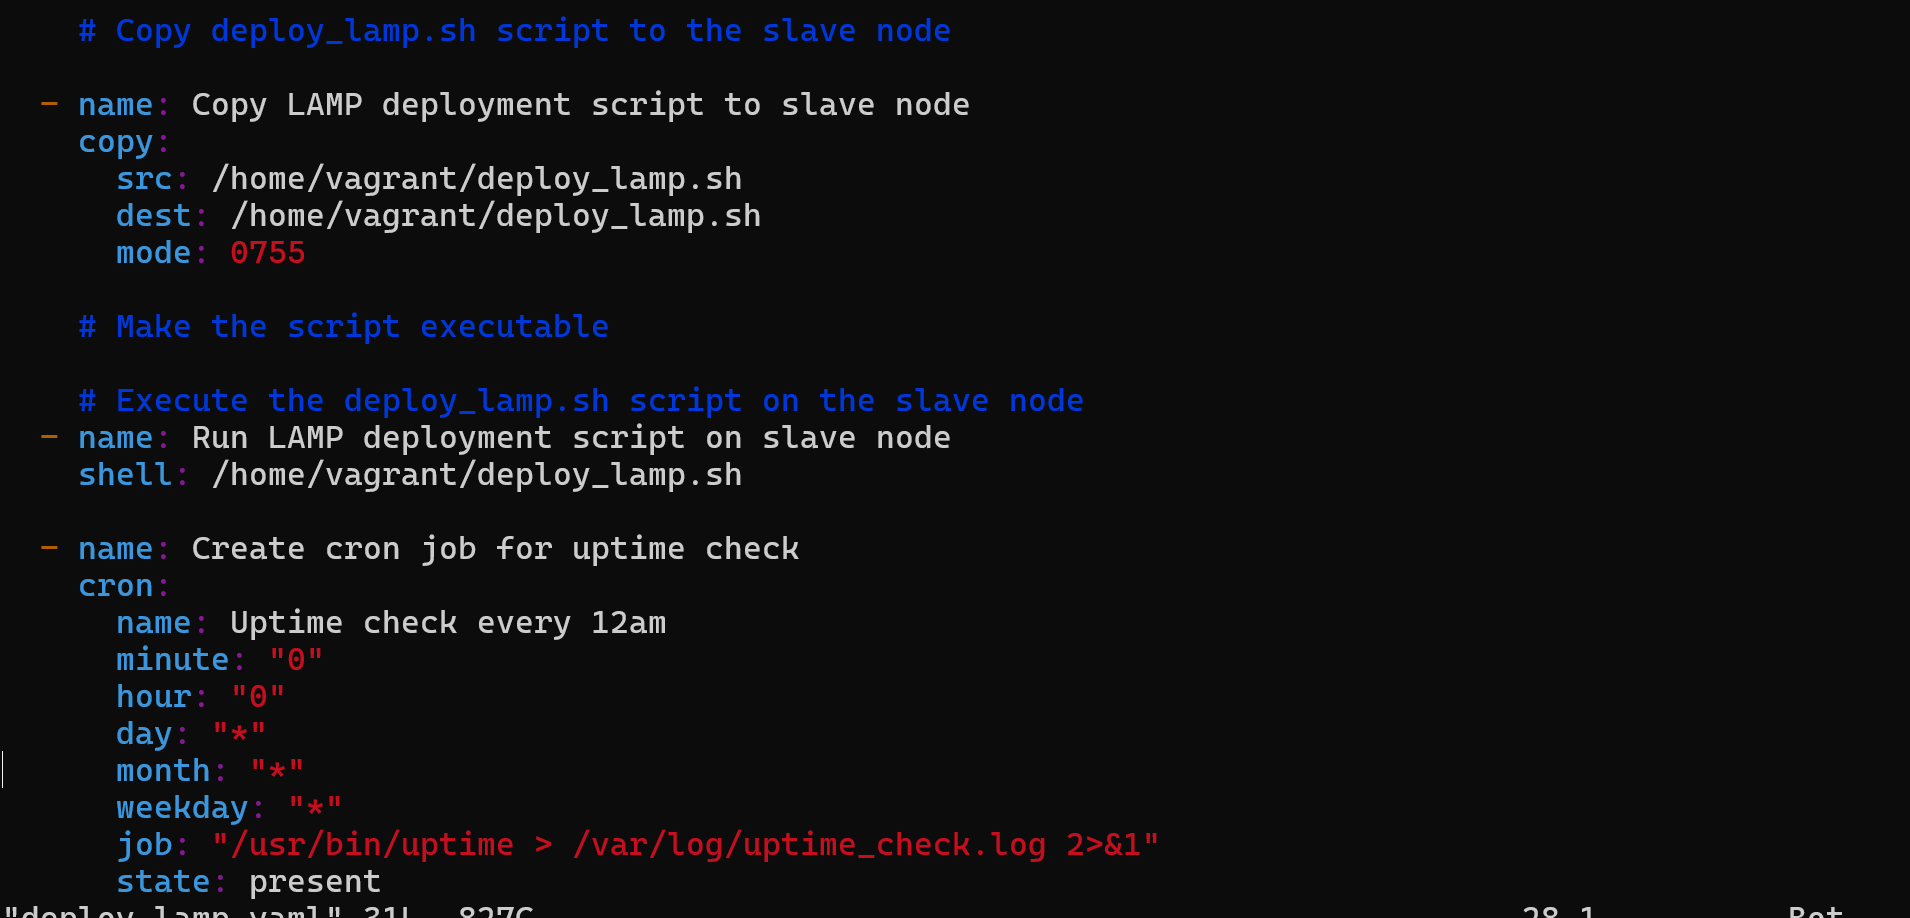 # Copy deploy_lamp.sh script to the slave node
- name: Copy LAMP deployment script to slave node
copy:
src: /home/vagrant/deploy_lamp.sh
dest: /home/vagrant/deploy_lamp.sh
mode: 0755
# Make the script executable
# Execute the deploy_lamp.sh script on the slave node
- name: Run LAMP deployment script on slave node
shell: /home/vagrant/deploy_lamp.sh
- name: Create cron job for uptime check
cron:
name: Uptime check every 12am
minute: "0"
hour: "0"
day: "*"
month: "*"
weekday: "*"
job: "/usr/bin/uptime > /var/log/uptime_check.log 2>&1"
state: present
"deploy_lamp.yaml" 31L, 827C 28,1 Bot